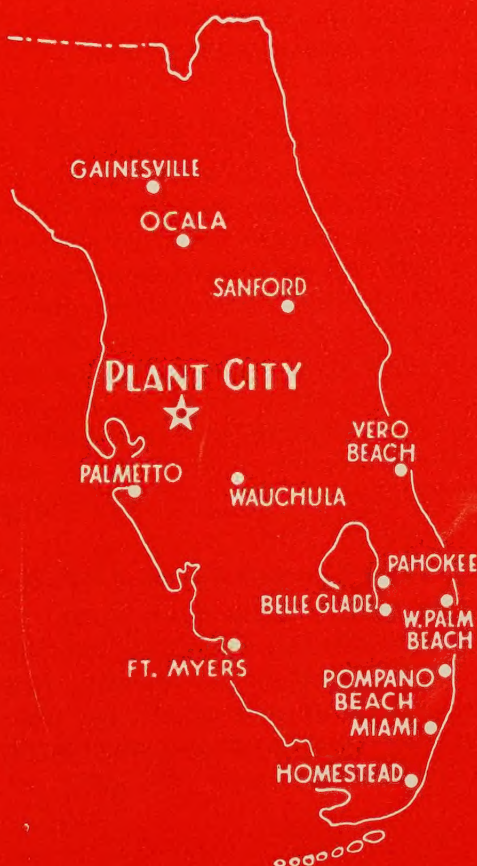 GAINESVILLE
OCALA
SANFORD
PLANT CITY
VERO
BEACH
PALMETTO
WAUCHULA
PAHOKEE
BELLE GLADE
W. PALM
BEACH
FT. MYERS
POMPANO
BEACH
MIAMI
HOMESTEAD